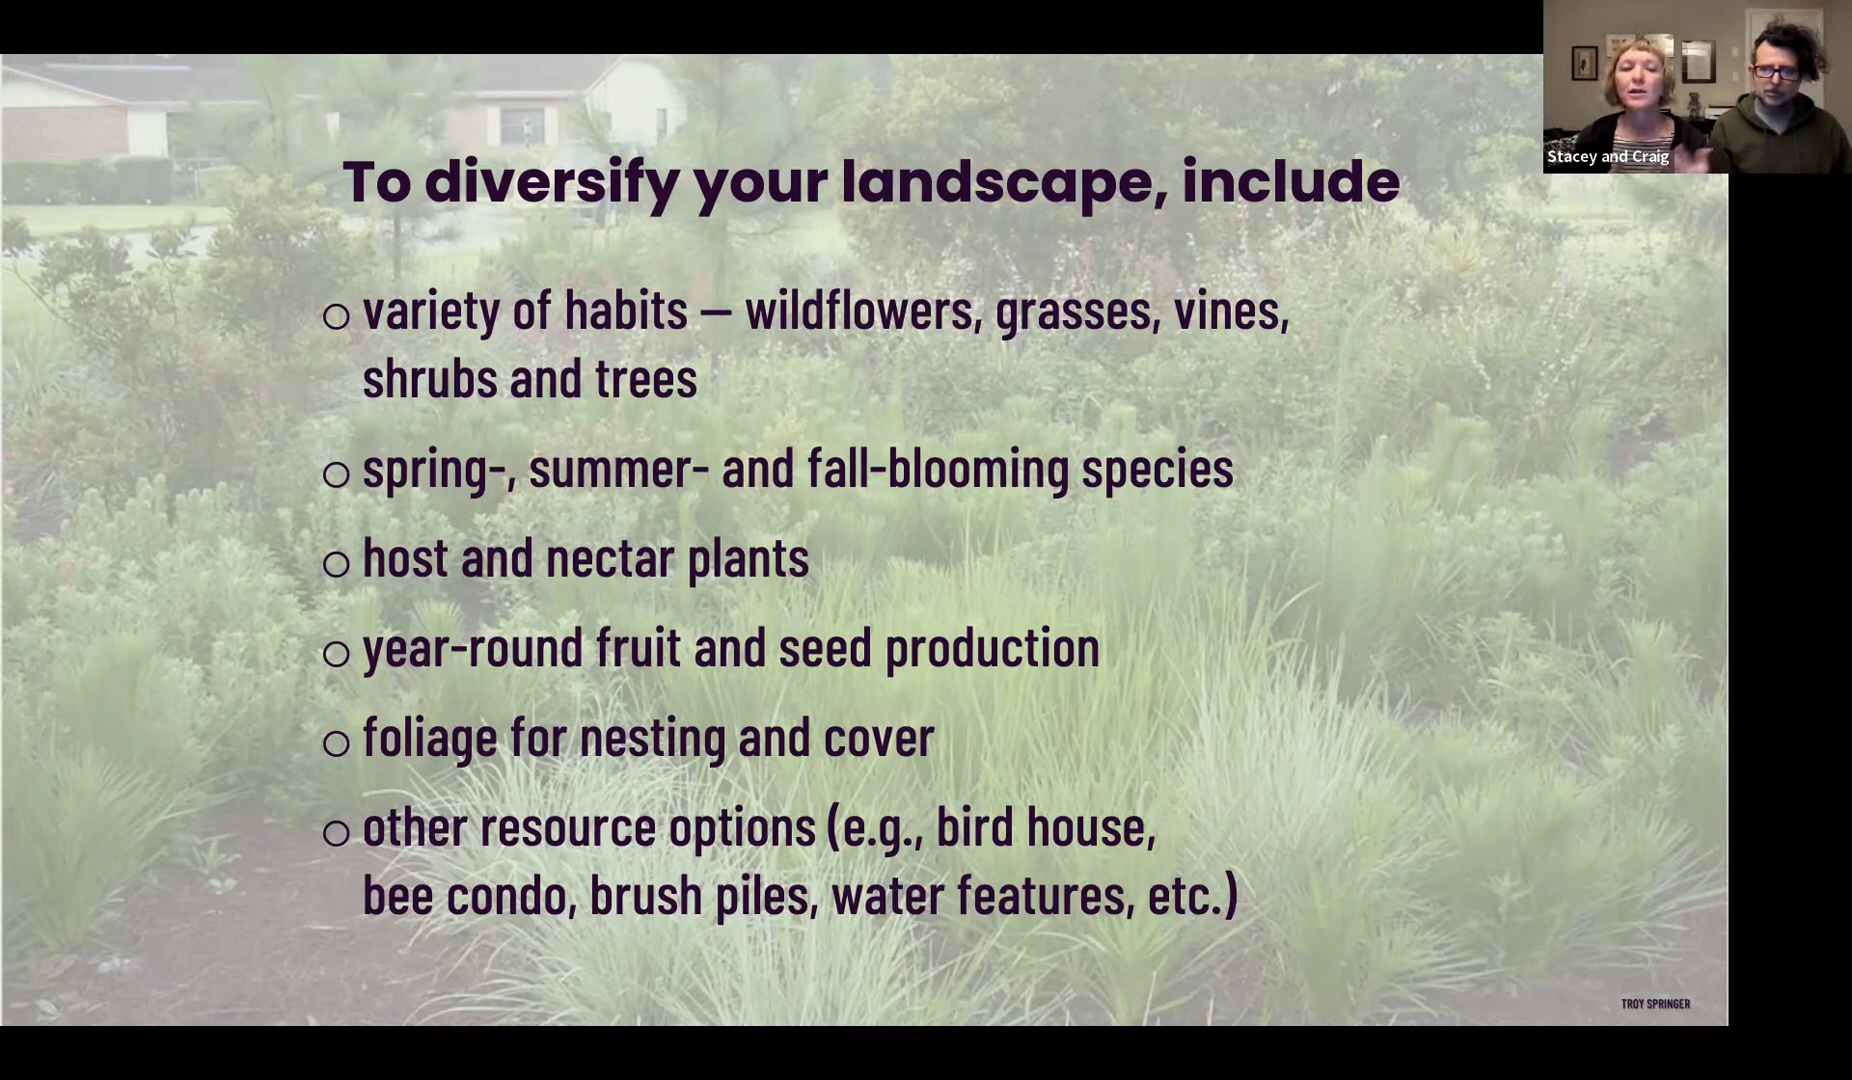 Stacey and Craig
To diversify your landscape, include
○ variety of habits – wildflowers, grasses, vines,
shrubs and trees
○ spring-, summer- and fall-blooming species
○ host and nectar plants
○ year-round fruit and seed production
○ foliage for nesting and cover
○ other resource options (e.g., bird house,
bee condo, brush piles, water features, etc.)
TROY SPRINGER